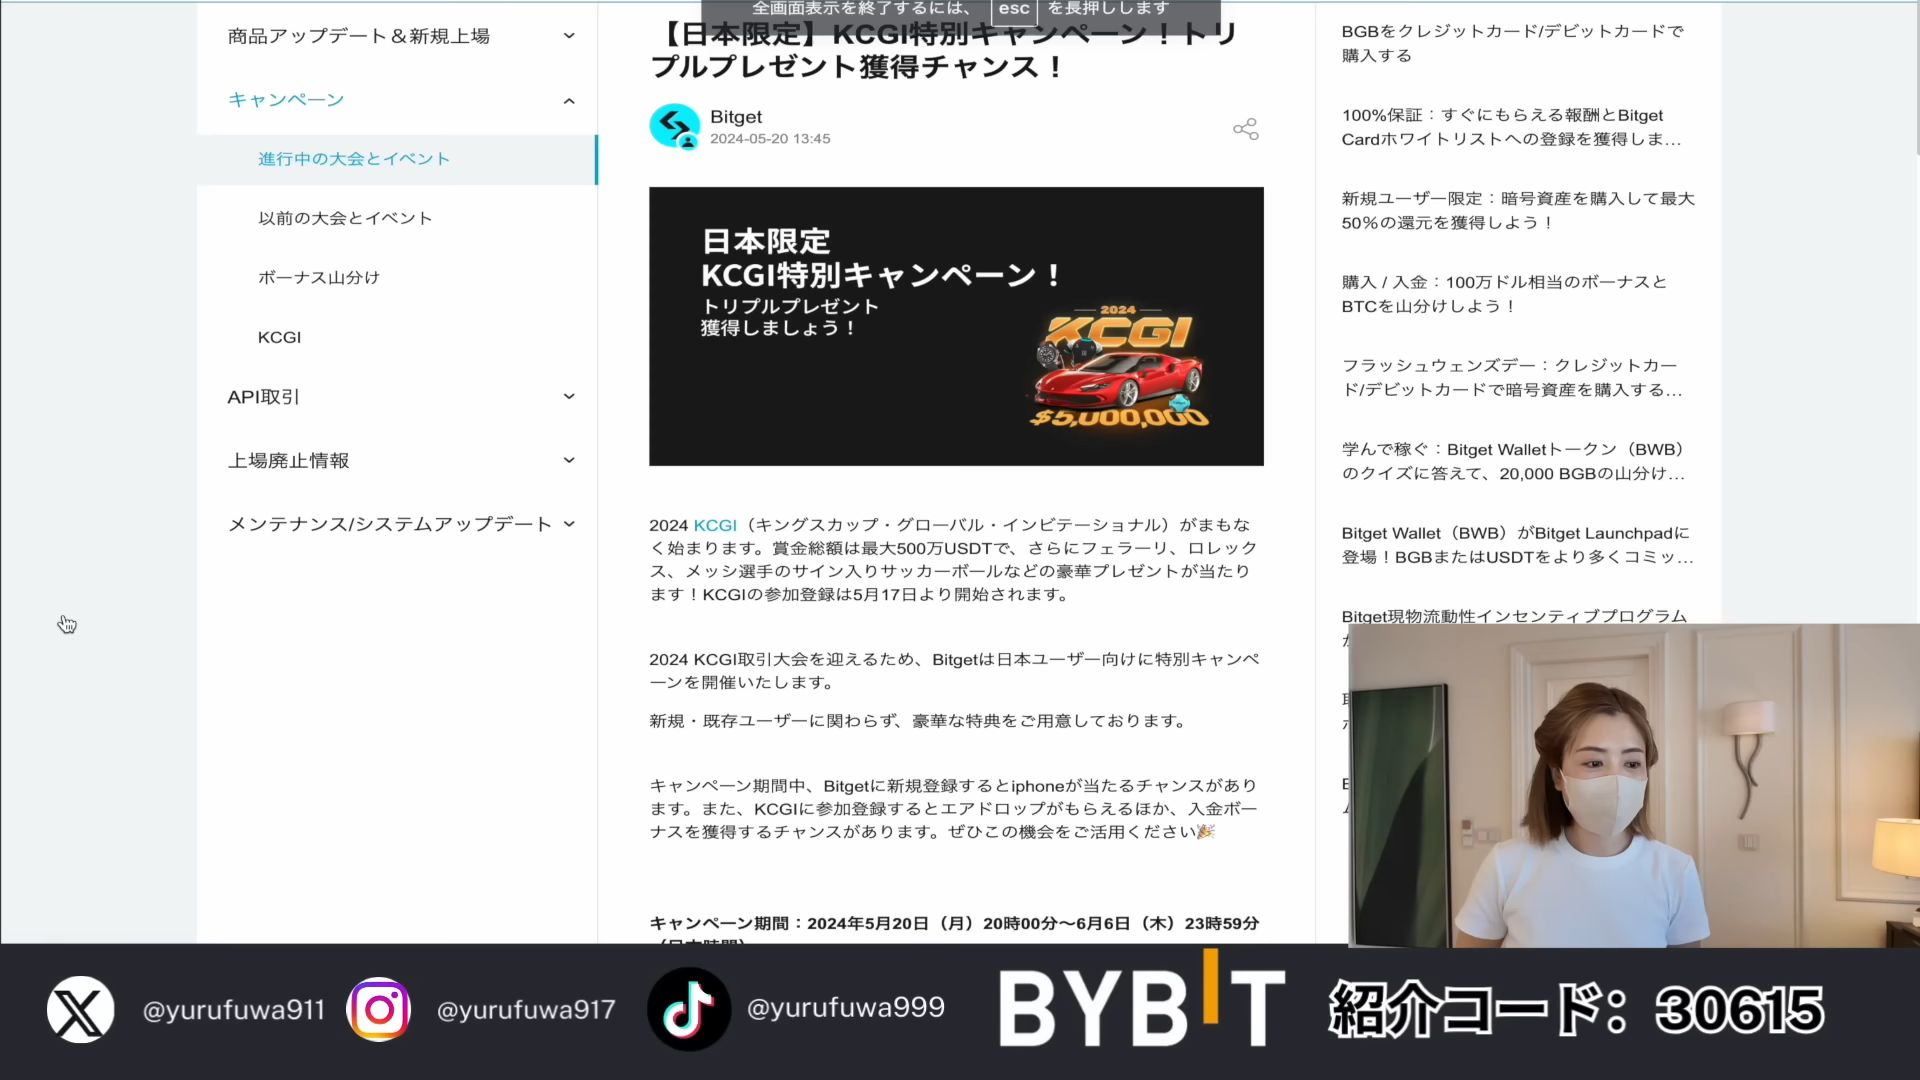 全画面表示を終了するには、 esc を長押しします
商品アップデート＆新規上場
キャンペーン
進行中の大会とイベント
以前の大会とイベント
ボーナス山分け
KCGI
API取引
上場廃止情報
メンテナンス/システムアップデート
【日本限定】KCGI特別キャンペーン！トリ
プルプレゼント獲得チャンス！
Bitget
2024-05-20 13:45
日本限定
KCGI特別キャンペーン！
トリプルプレゼント
獲得しましょう！
2024
KCGI
$5,000,000
2024 KCGI（キングスカップ・グローバル・インビテーショナル）がまもな
く始まります。賞金総額は最大500万USDTで、さらにフェラーリ、ロレック
ス、メッシ選手のサイン入りサッカーボールなどの豪華プレゼントが当たり
ます！KCGIの参加登録は5月17日より開始されます。
2024 KCGI取引大会を迎えるため、Bitgetは日本ユーザー向けに特別キャンペ
ーンを開催いたします。
新規・既存ユーザーに関わらず、豪華な特典をご用意しております。
キャンペーン期間中、Bitgetに新規登録するとiphoneが当たるチャンスがあり
ます。また、KCGIに参加登録するとエアドロップがもらえるほか、入金ボー
ナスを獲得するチャンスがあります。ぜひこの機会をご活用ください🎉
キャンペーン期間：2024年5月20日（月）20時00分〜6月6日（木）23時59分
（日本時間）
BGBをクレジットカード/デビットカードで
購入する
100%保証：すぐにもらえる報酬とBitget
Cardホワイトリストへの登録を獲得しま...
新規ユーザー限定：暗号資産を購入して最大
50%の還元を獲得しよう！
購入 / 入金：100万ドル相当のボーナスと
BTCを山分けしよう！
フラッシュウェンズデー：クレジットカー
ド/デビットカードで暗号資産を購入する...
学んで稼ぐ：Bitget Walletトークン（BWB）
のクイズに答えて、20,000 BGBの山分け...
Bitget Wallet（BWB）がBitget Launchpadに
登場！BGBまたはUSDTをより多くコミッ...
Bitget現物流動性インセンティブプログラム
@yurufuwa911
@yurufuwa917
@yurufuwa999
BYBIT
紹介コード：30615